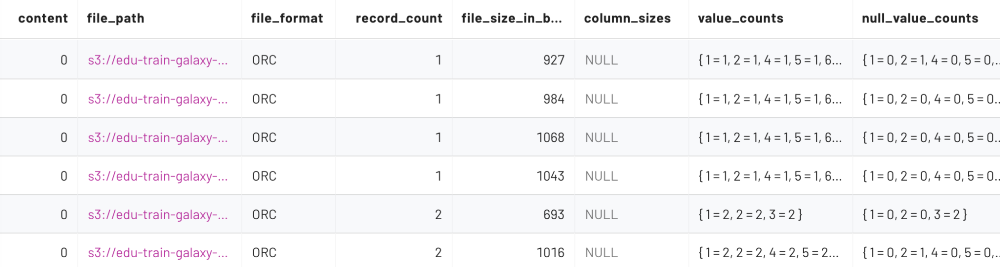 content file_path file_format record_count file_size_in_b... column_sizes value_counts null_value_counts
0 s3://edu-train-galaxy-... ORC 1 927 NULL {1=1, 2=1, 4=1, 5=1, 6... {1=0, 2=1, 4=0, 5=0,..
0 s3://edu-train-galaxy-... ORC 1 984 NULL {1=1, 2=1, 4=1, 5=1, 6... {1=0, 2=0, 4=0, 5=0..
0 s3://edu-train-galaxy-... ORC 1 1068 NULL {1=1, 2=1, 4=1, 5=1, 6... {1=0, 2=0, 4=0, 5=0..
0 s3://edu-train-galaxy-... ORC 1 1043 NULL {1=1, 2=1, 4=1, 5=1, 6... {1=0, 2=0, 4=0, 5=0..
0 s3://edu-train-galaxy-... ORC 2 693 NULL {1=2, 2=2, 3=2} {1=0, 2=0, 3=2}
0 s3://edu-train-galaxy-... ORC 2 1016 NULL {1=2, 2=2, 4=2, 5=2... {1=0, 2=1, 4=0, 5=0,..